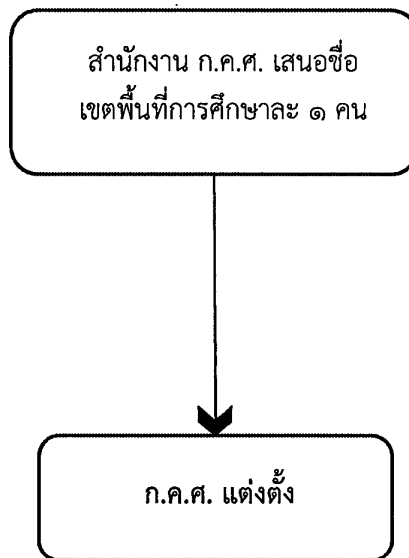 สำนักงาน ก.ค.ศ. เสนอชื่อ
เขตพื้นที่การศึกษาละ ๑ คน
ก.ค.ศ. แต่งตั้ง